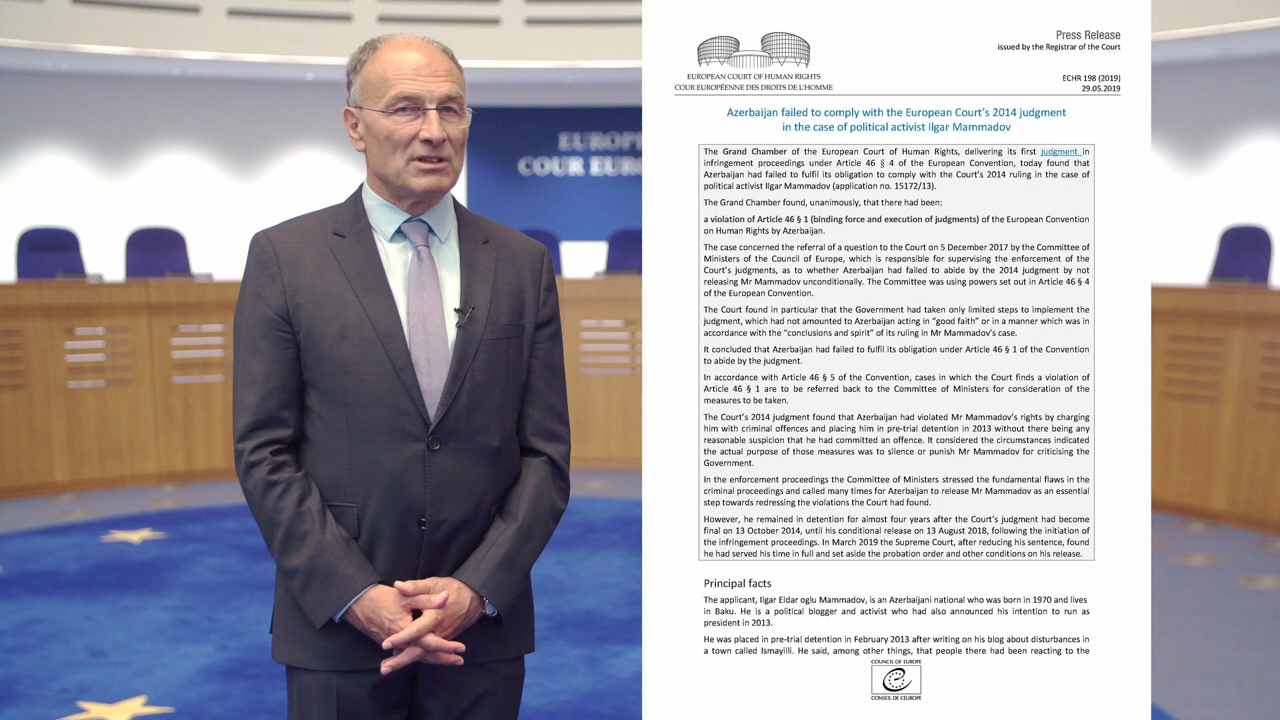 EUROPE
COUR EUR
Press Release
issued by the Registrar of the Court
EUROPEAN COURT OF HUMAN RIGHTS
COUR EUROPÉENNE DES DROITS DE L'HOMME
ECHR 198 (2019)
29.05.2019
Azerbaijan failed to comply with the European Court's 2014 judgment
in the case of political activist Ilgar Mammadov
The Grand Chamber of the European Court of Human Rights, delivering its first judgment in
infringement proceedings under Article 46 § 4 of the European Convention, today found that
Azerbaijan had failed to fulfil its obligation to comply with the Court's 2014 ruling in the case of
political activist Ilgar Mammadov (application no. 15172/13).
The Grand Chamber found, unanimously, that there had been:
a violation of Article 46 § 1 (binding force and execution of judgments) of the European Convention
on Human Rights by Azerbaijan.
The case concerned the referral of a question to the Court on 5 December 2017 by the Committee of
Ministers of the Council of Europe, which is responsible for supervising the enforcement of the
Court's judgments, as to whether Azerbaijan had failed to abide by the 2014 judgment by not
releasing Mr Mammadov unconditionally. The Committee was using powers set out in Article 46 § 4
of the European Convention.
The Court found in particular that the Government had taken only limited steps to implement the
judgment, which had not amounted to Azerbaijan acting in "good faith" or in a manner which was in
accordance with the "conclusions and spirit" of its ruling in Mr Mammadov's case.
It concluded that Azerbaijan had failed to fulfil its obligation under Article 46 § 1 of the Convention
to abide by the judgment.
In accordance with Article 46 § 5 of the Convention, cases in which the Court finds a violation of
Article 46 § 1 are to be referred back to the Committee of Ministers for consideration of the
measures to be taken.
The Court's 2014 judgment found that Azerbaijan had violated Mr Mammadov's rights by charging
him with criminal offences and placing him in pre-trial detention in 2013 without there being any
reasonable suspicion that he had committed an offence. It considered the circumstances indicated
the actual purpose of those measures was to silence or punish Mr Mammadov for criticising the
Government.
In the enforcement proceedings the Committee of Ministers stressed the fundamental flaws in the
criminal proceedings and called many times for Azerbaijan to release Mr Mammadov as an essential
step towards redressing the violations the Court had found.
However, he remained in detention for almost four years after the Court's judgment had become
final on 13 October 2014, until his conditional release on 13 August 2018, following the initiation of
the infringement proceedings. In March 2019 the Supreme Court, after reducing his sentence, found
he had served his time in full and set aside the probation order and other conditions on his release.
Principal facts
The applicant, Ilgar Eldar oglu Mammadov, is an Azerbaijani national who was born in 1970 and lives
in Baku. He is a political blogger and activist who had also announced his intention to run as
president in 2013.
He was placed in pre-trial detention in February 2013 after writing on his blog about disturbances in
a town called Ismayilli. He said, among other things, that people there had been reacting to the
COUNCIL OF EUROPE
CONSEIL DE L'EUROPE